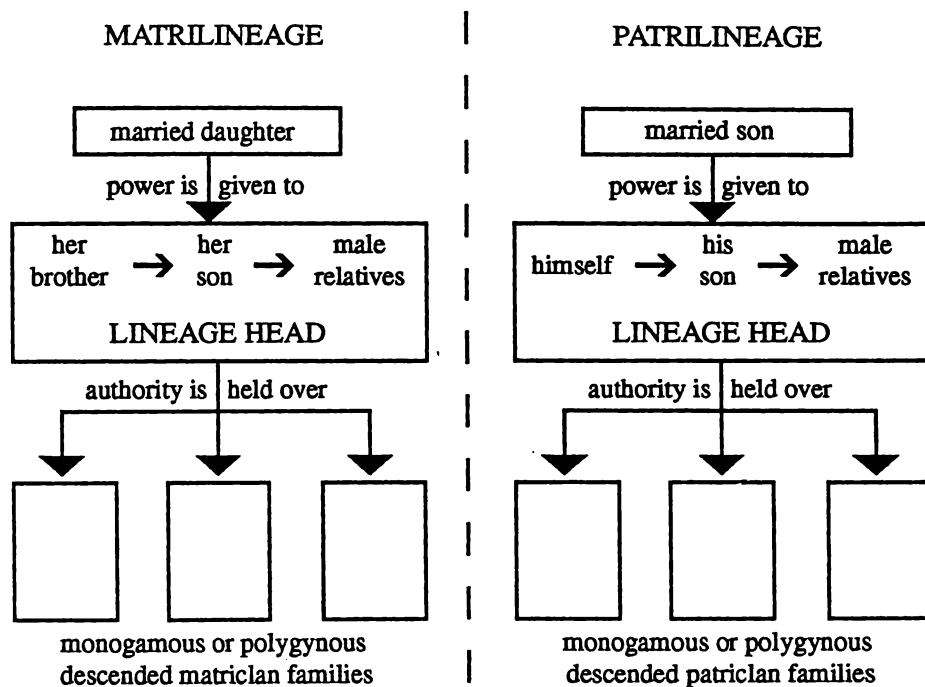 MATRILINEAGE
married daughter
power is given to
her her male
brother → son → relatives
LINEAGE HEAD
authority is held over
monogamous or polygynous
descended matriclan families
PATRILINEAGE
married son
power is given to
his male
himself → son → relatives
LINEAGE HEAD
authority is held over
monogamous or polygynous
descended patriclan families